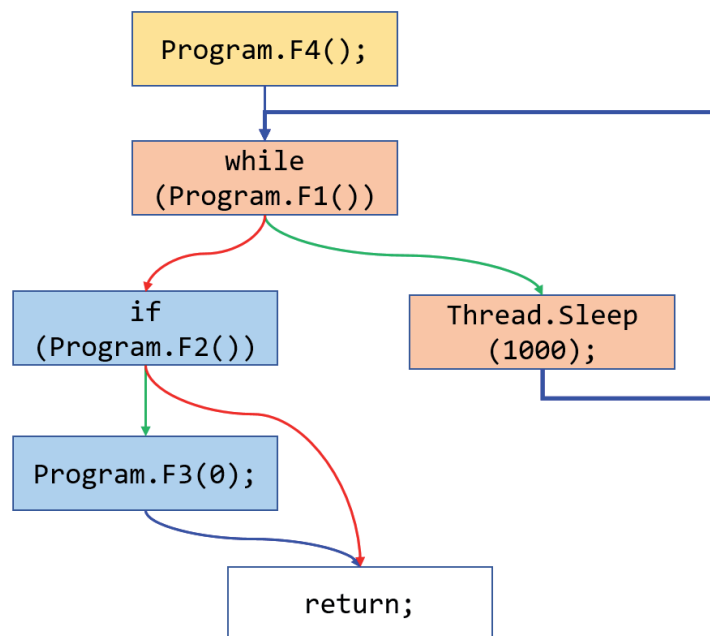 Program.F4();
while
(Program.F1())
if
(Program.F2())
Thread.Sleep
(1000);
Program.F3(0);
return;